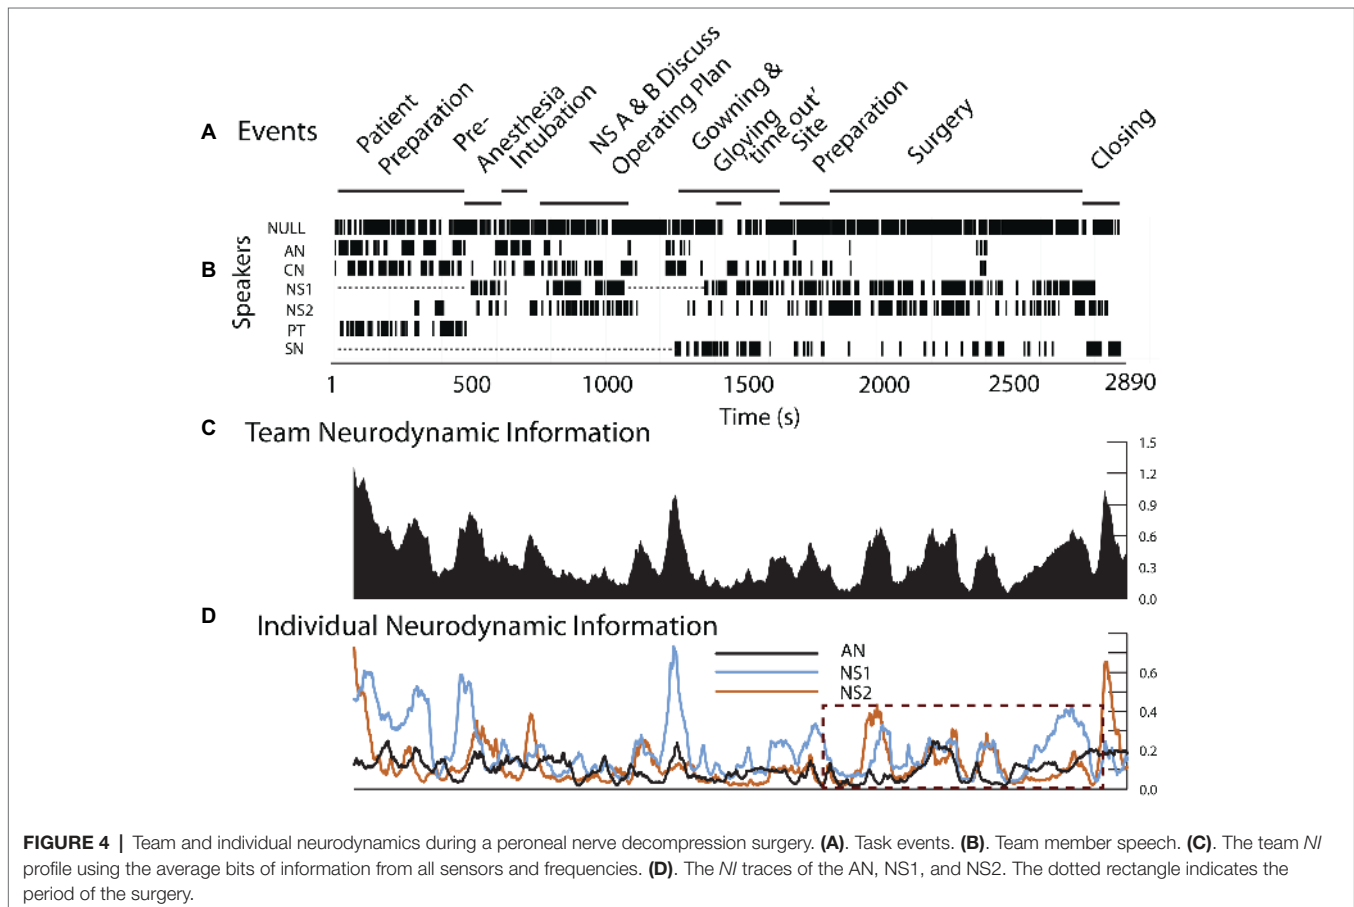 A Events
Patient
Preparation
Pre-
Anesthesia
Intubation
NS A & B Discuss
Operating Plan
Gowning &
Gloving
'time out'
Site
Preparation
Surgery
Closing
B
Speakers
NULL
AN
CN
NS1
NS2
PT
SN
1 500 1000 1500 2000 2500 2890
Time (s)
C Team Neurodynamic Information
1.5
1.2
0.9
0.6
0.3
0.0
D Individual Neurodynamic Information
AN
NS1
NS2
0.6
0.4
0.2
0.0
FIGURE 4 | Team and individual neurodynamics during a peroneal nerve decompression surgery. (A). Task events. (B). Team member speech. (C). The team NI
profile using the average bits of information from all sensors and frequencies. (D). The NI traces of the AN, NS1, and NS2. The dotted rectangle indicates the
period of the surgery.